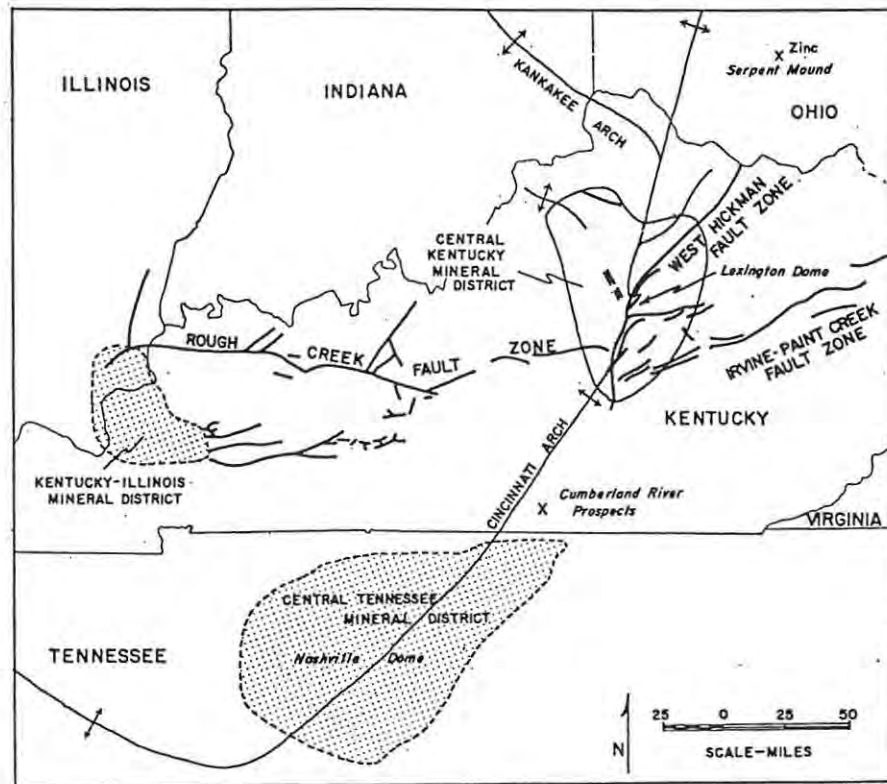 ILLINOIS
INDIANA
KANKAKEE
ARCH
Zinc
Serpent Mound
OHIO
CENTRAL
KENTUCKY
MINERAL
DISTRICT
WEST HICKMAN
FAULT ZONE
Lexington Dome
ROUGH
CREEK
FAULT
ZONE
IRVINE-PAINT CREEK
FAULT ZONE
KENTUCKY
KENTUCKY-ILLINOIS
MINERAL DISTRICT
CINCINNATI ARCH
Cumberland River
Prospects
VIRGINIA
CENTRAL TENNESSEE
MINERAL DISTRICT
TENNESSEE
Nashville Dome
25 0 25 50
N
SCALE-MILES